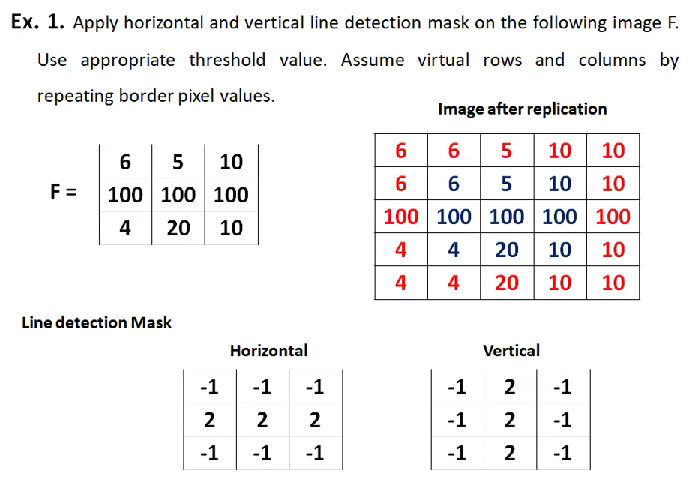 Ex. 1. Apply horizontal and vertical line detection mask on the following image F.
Use appropriate threshold value. Assume virtual rows and columns by
repeating border pixel values.
Image after replication
F =
6 5 10
100 100 100
4 20 10
6 6 5 10 10
6 6 5 10 10
100 100 100 100 100
4 4 20 10 10
4 4 20 10 10
Line detection Mask
Horizontal
-1 -1 -1
2 2 2
-1 -1 -1
Vertical
-1 2 -1
-1 2 -1
-1 2 -1